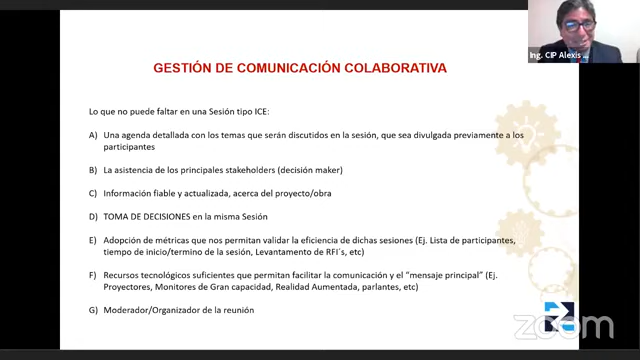 Ing. CIP Alexis ...
GESTIÓN DE COMUNICACIÓN COLABORATIVA
Lo que no puede faltar en una Sesión tipo ICE:
A) Una agenda detallada con los temas que serán discutidos en la sesión, que sea divulgada previamente a los
participantes
B) La asistencia de los principales stakeholders (decisión maker)
C) Información fiable y actualizada, acerca del proyecto/obra
D) TOMA DE DECISIONES en la misma Sesión
E) Adopción de métricas que nos permitan validar la eficiencia de dichas sesiones (Ej. Lista de participantes,
tiempo de inicio/termino de la sesión, Levantamento de RFI´s, etc)
F) Recursos tecnológicos suficientes que permitan facilitar la comunicación y el “mensaje principal” (Ej.
Proyectores, Monitores de Gran capacidad, Realidad Aumentada, parlantes, etc)
G) Moderador/Organizador de la reunión
zoom